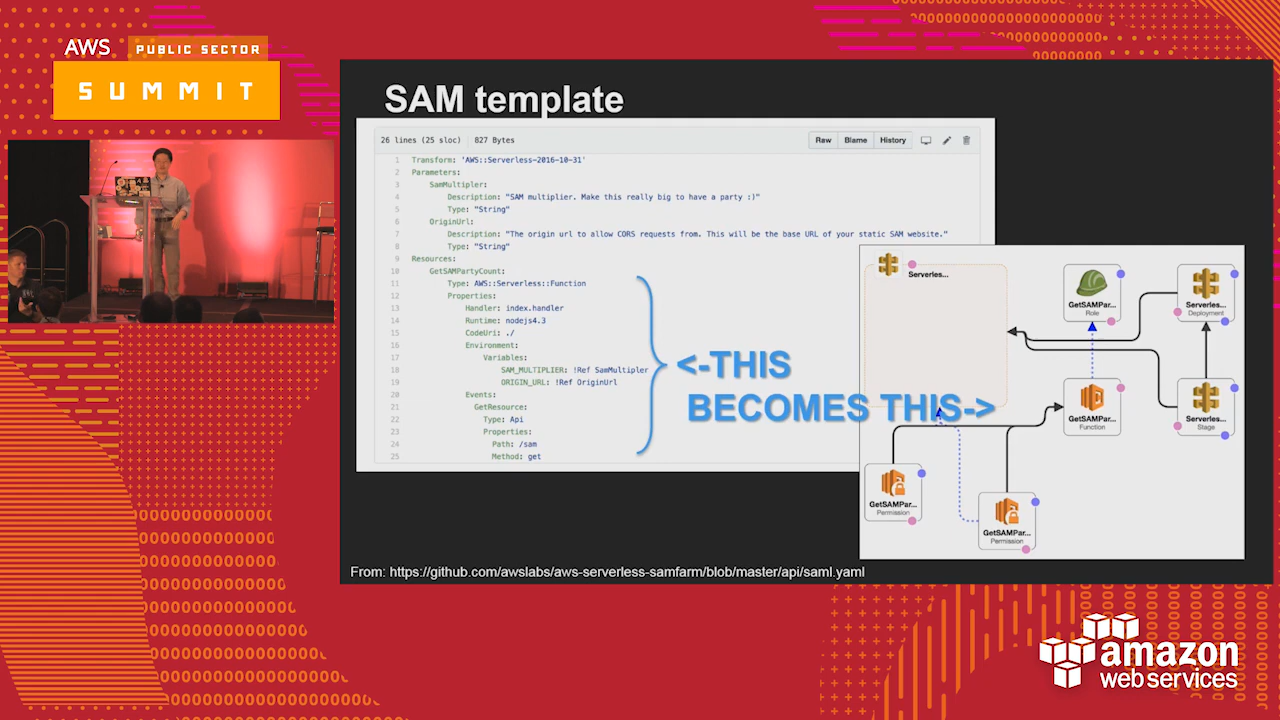 AWS PUBLIC SECTOR
SUMMIT
SAM template
26 lines (25 sloc) 827 Bytes
Raw Blame History
1 Transform: 'AWS::Serverless-2016-10-31'
2 Parameters:
3 SamMultipler:
4 Description: "SAM multiplier. Make this really big to have a party :)"
5 Type: "String"
6 OriginUrl:
7 Description: "The origin url to allow CORS requests from. This will be the base URL of your static SAM website."
8 Type: "String"
9 Resources:
10 GetSAMPartyCount:
11 Type: AWS::Serverless::Function
12 Properties:
13 Handler: index.handler
14 Runtime: nodejs4.3
15 CodeUri: ./
16 Environment:
17 Variables:
18 SAM_MULTIPLIER: !Ref SamMultipler
19 ORIGIN_URL: !Ref OriginUrl
20 Events:
21 GetResource:
22 Type: Api
23 Properties:
24 Path: /sam
25 Method: get
<-THIS
BECOMES THIS->
Serverles...
GetSAMPar...
Role
Serverles...
Deployment
GetSAMPar...
Function
Serverles...
Stage
GetSAMPar...
Permission
GetSAMPar...
Permission
From: https://github.com/awslabs/aws-serverless-samfarm/blob/master/api/saml.yaml
amazon
web services